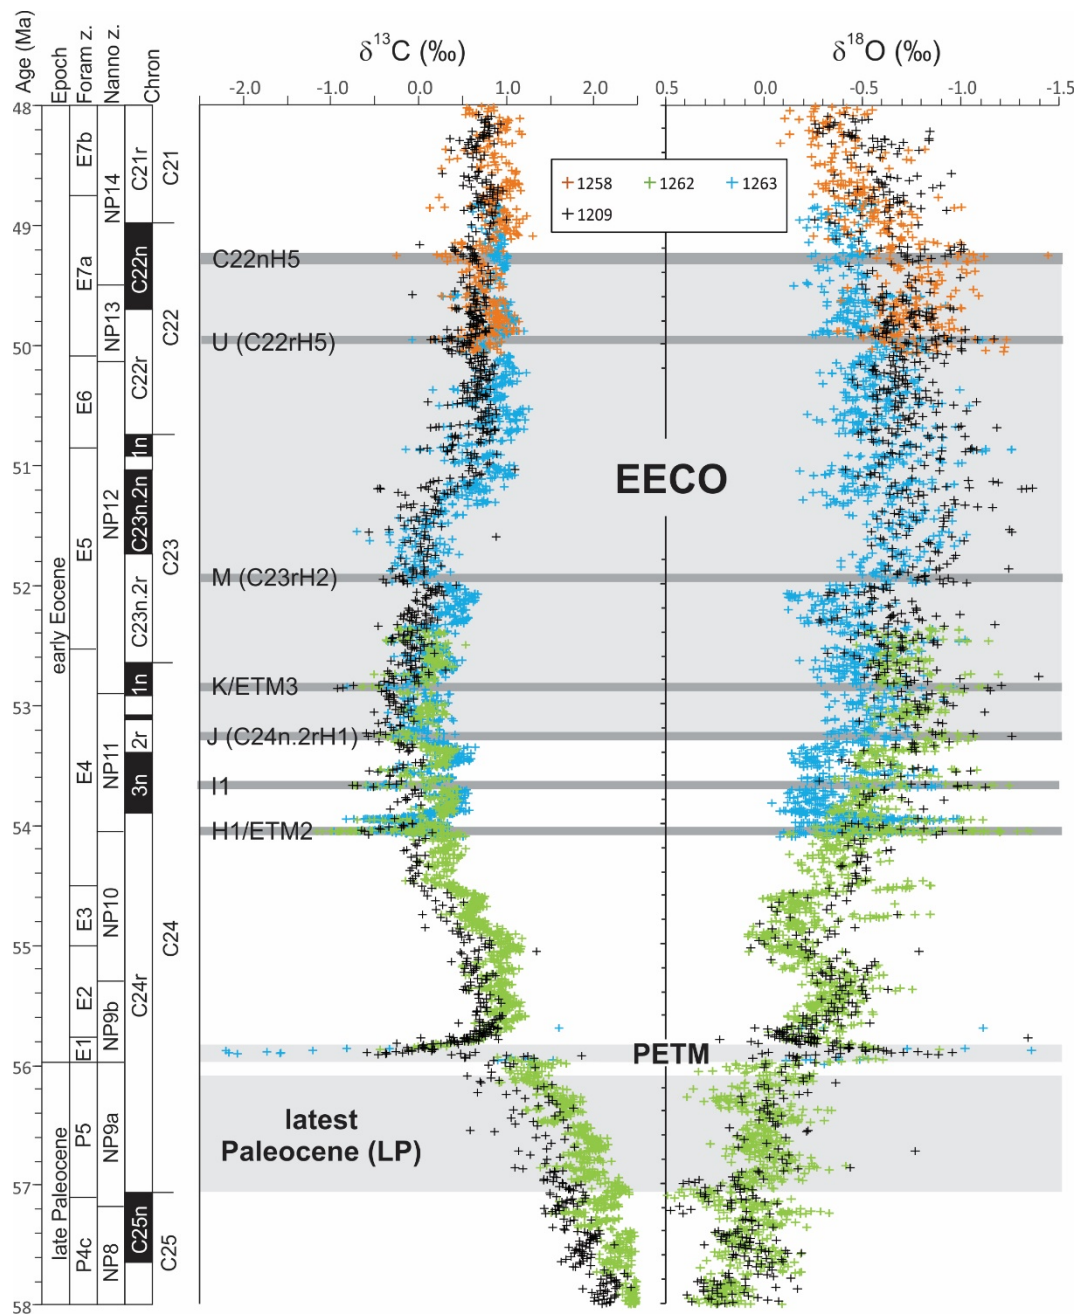 Age (Ma)
Epoch
Foram z.
Nanno z.
Chron
δ¹³C (‰)
δ¹⁸O (‰)
-2.0 -1.0 0.0 1.0 2.0
0.5 0.0 -0.5 -1.0 -1.5
48
49
50
51
52
53
54
55
56
57
58
early Eocene
late Paleocene
E7b
E7a
E6
E5
E4
E3
E2
E1
P5
P4c
NP14
NP13
NP12
NP11
NP10
NP9b
NP9a
NP8
C21r
C22n
C22r
1n
C23n.2n
C23n.2r
1n
2r
3n
C24r
C25n
C21
C22
C23
C24
C25
1258 1262 1263
1209
C22nH5
U (C22rH5)
EECO
M (C23rH2)
K/ETM3
J (C24n.2rH1)
I1
H1/ETM2
PETM
latest
Paleocene (LP)